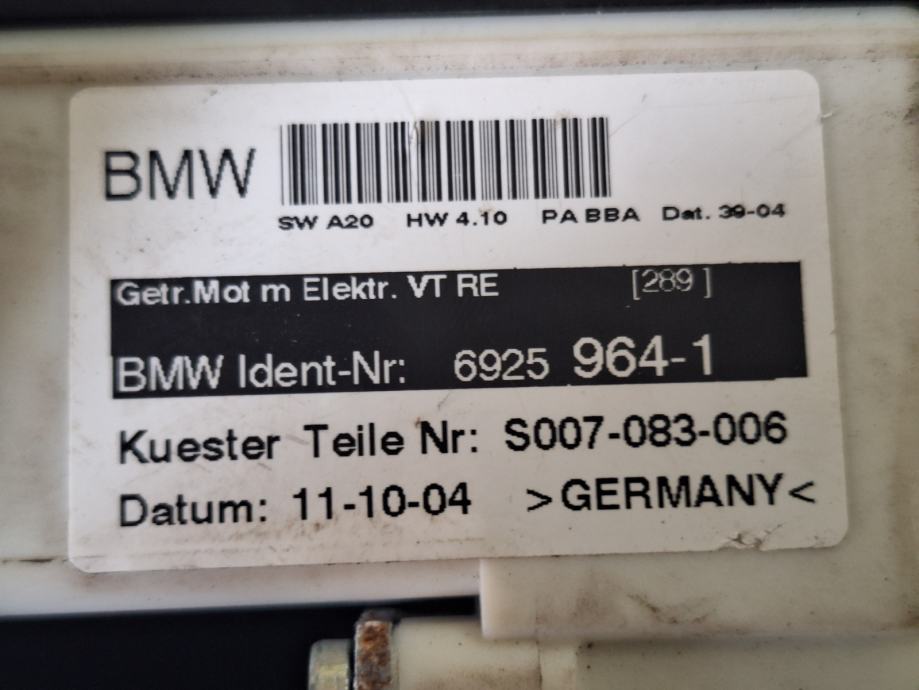 BMW
SW A20 HW 4.10 PA BBA Dat. 39-04
Getr.Mot m Elektr. VT RE [289 ]
BMW Ident-Nr: 6925 964-1
Kuester Teile Nr: S007-083-006
Datum: 11-10-04 >GERMANY<